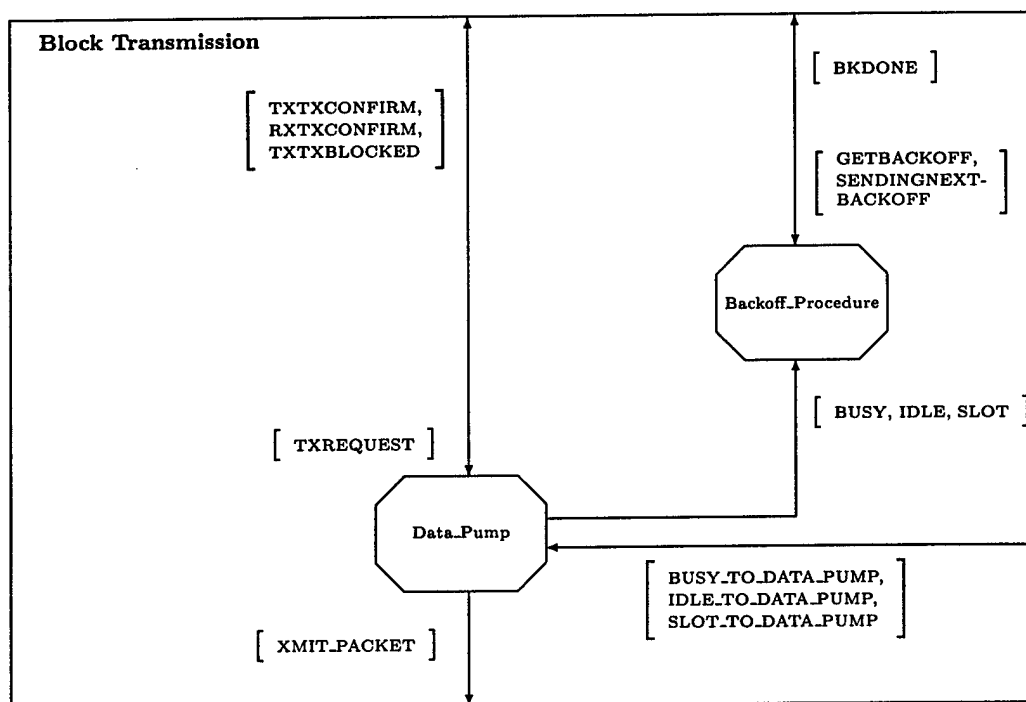 Block Transmission
[ BKDONE ]
[ TXTXCONFIRM,
RXTXCONFIRM,
TXTXBLOCKED ]
[ GETBACKOFF,
SENDINGNEXT-
BACKOFF ]
Backoff_Procedure
[ BUSY, IDLE, SLOT ]
[ TXREQUEST ]
Data_Pump
[ BUSY_TO_DATA_PUMP,
IDLE_TO_DATA_PUMP,
SLOT_TO_DATA_PUMP ]
[ XMIT_PACKET ]